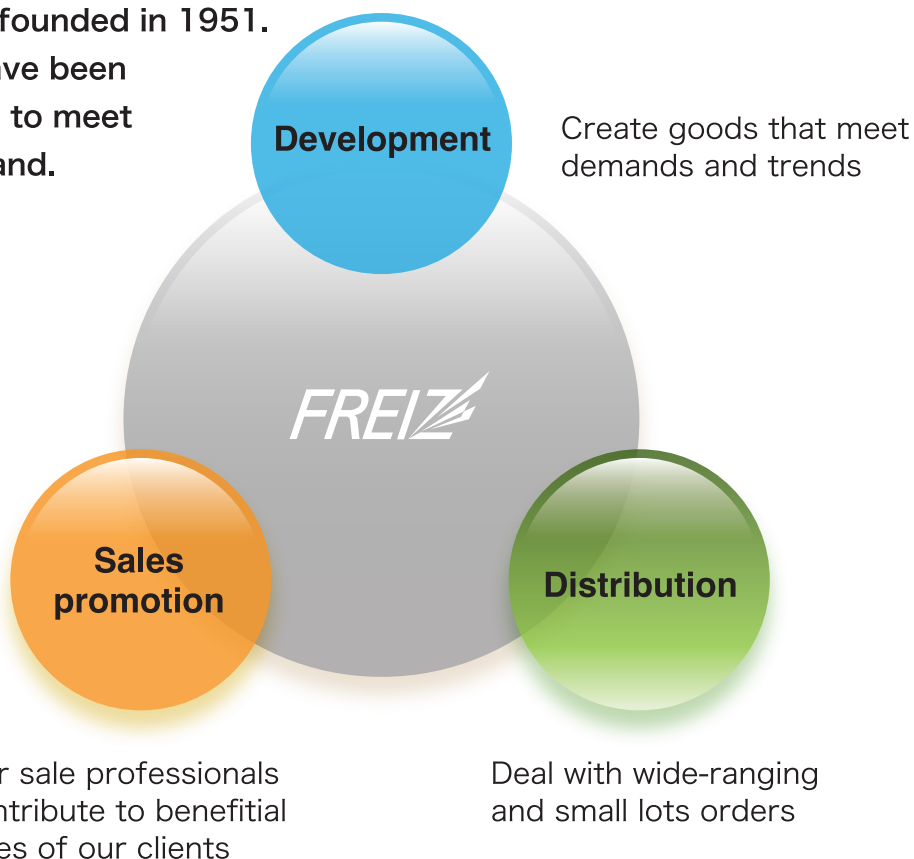 founded in 1951.
ve been
to meet
and.
Development
Create goods that meet
demands and trends
FREIZ
Sales
promotion
Distribution
r sale professionals
ntribute to benefitial
es of our clients
Deal with wide-ranging
and small lots orders